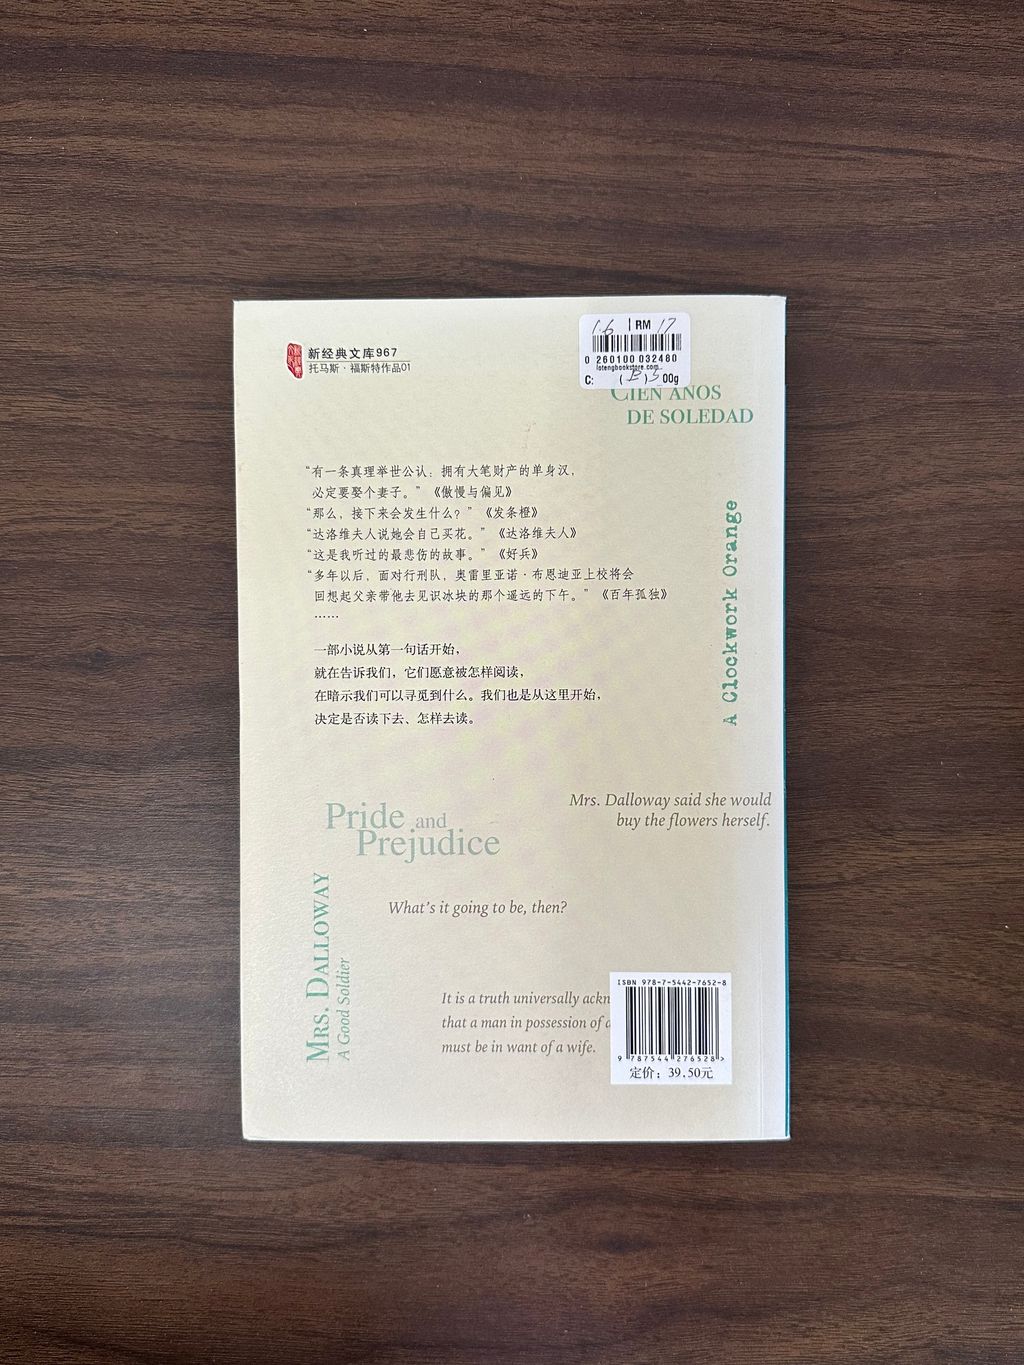 新经典文库967
托马斯·福斯特作品01
RM 17
0 260100 032480
lotengbookstore.com
C:
00g
CIEN AÑOS
DE SOLEDAD
“有一条真理举世公认：拥有大笔财产的单身汉，
必定要娶个妻子。”《傲慢与偏见》
“那么，接下来会发生什么？”《发条橙》
“达洛维夫人说她会自己买花。”《达洛维夫人》
“这是我听过的最悲伤的故事。”《好兵》
“多年以后，面对行刑队，奥雷里亚诺·布恩迪亚上校将会
回想起父亲带他去见识冰块的那个遥远的下午。”《百年孤独》
……
A Clockwork Orange
一部小说从第一句话开始，
就在告诉我们，它们愿意被怎样阅读，
在暗示我们可以寻觅到什么。我们也是从这里开始，
决定是否读下去、怎样去读。
Mrs. Dalloway said she would
buy the flowers herself.
Pride and
Prejudice
MRS. DALLOWAY
A Good Soldier
What's it going to be, then?
It is a truth universally ackn
that a man in possession of a
must be in want of a wife.
ISBN 978-7-5442-7652-8
9 787544 276528 >
定价：39.50元